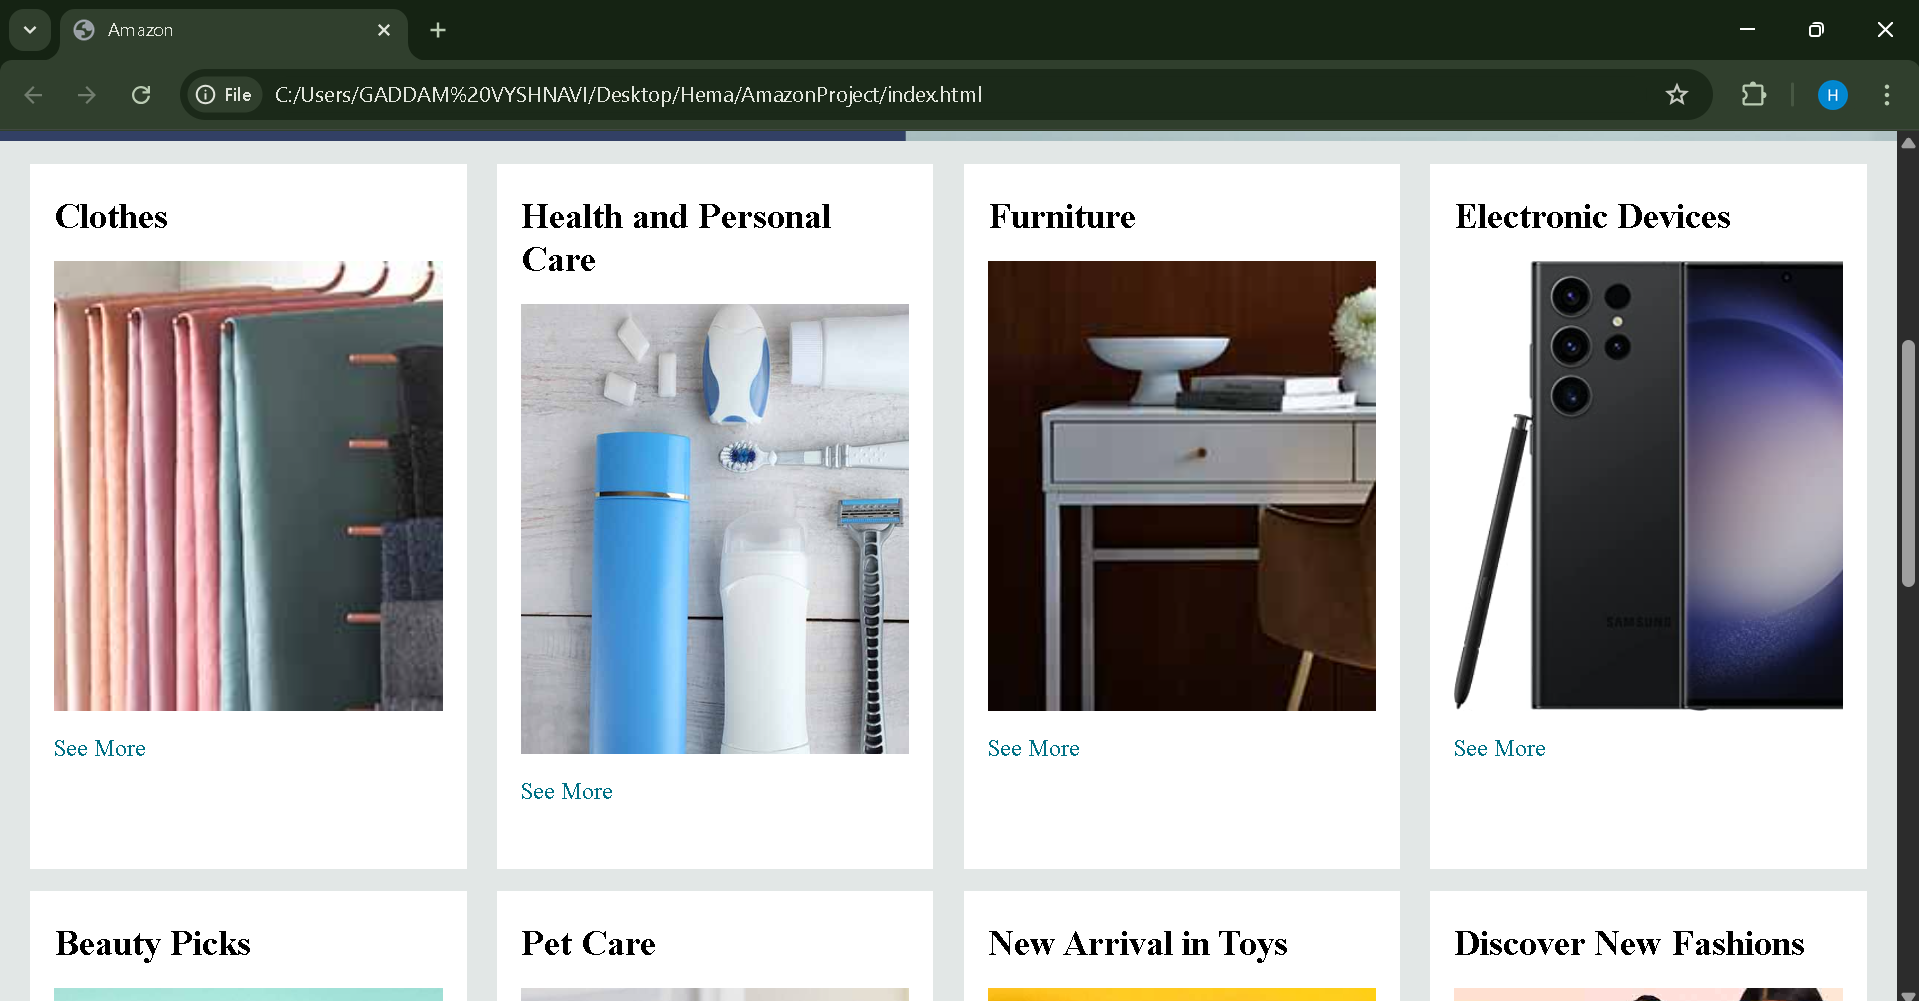 Amazon
File
C:/Users/GADDAM%20VYSHNAVI/Desktop/Hema/AmazonProject/index.html
H
Clothes
Health and Personal
Care
Furniture
Electronic Devices
SAMSUNG
See More
See More
See More
See More
Beauty Picks
Pet Care
New Arrival in Toys
Discover New Fashions